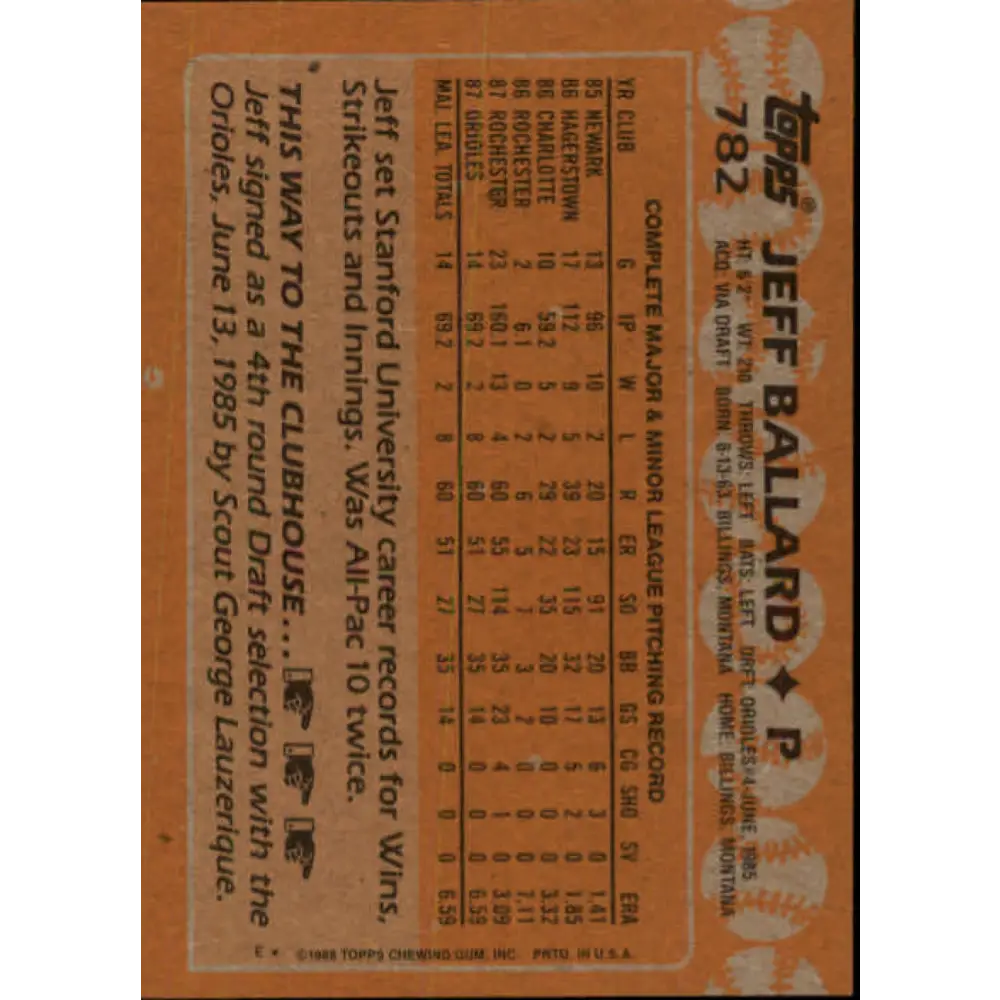 Topps®
782
JEFF BALLARD ✦ P
HT: 6'2" WT: 210 THROWS: LEFT BATS: LEFT DRFT: ORIOLES #4-JUNE, 1985
ACQ: VIA DRAFT BORN: 8-13-63, BILLINGS, MONTANA HOME: BILLINGS, MONTANA
COMPLETE MAJOR & MINOR LEAGUE PITCHING RECORD
YR CLUB G IP W L R ER SO BB GS CG SHO SV ERA
85 NEWARK 13 96 10 2 20 15 91 20 13 6 3 0 1.41
86 HAGERSTOWN 17 112 9 5 39 23 115 32 17 5 2 0 1.85
86 CHARLOTTE 10 59.2 5 2 29 22 35 20 10 0 0 0 3.32
86 ROCHESTER 2 6.1 0 2 6 5 7 3 2 0 0 0 7.11
87 ROCHESTER 23 160.1 13 4 60 55 114 35 23 4 1 0 3.09
87 ORIOLES 14 69.2 2 8 60 51 27 35 14 0 0 0 6.59
MAJ. LEA. TOTALS 14 69.2 2 8 60 51 27 35 14 0 0 0 6.59
Jeff set Stanford University career records for Wins,
Strikeouts and Innings. Was All-Pac 10 twice.
THIS WAY TO THE CLUBHOUSE...
Jeff signed as a 4th round Draft selection with the
Orioles, June 13, 1985 by Scout George Lauzerique.
E * ©1988 TOPPS CHEWING GUM, INC. PRTD. IN U.S.A.